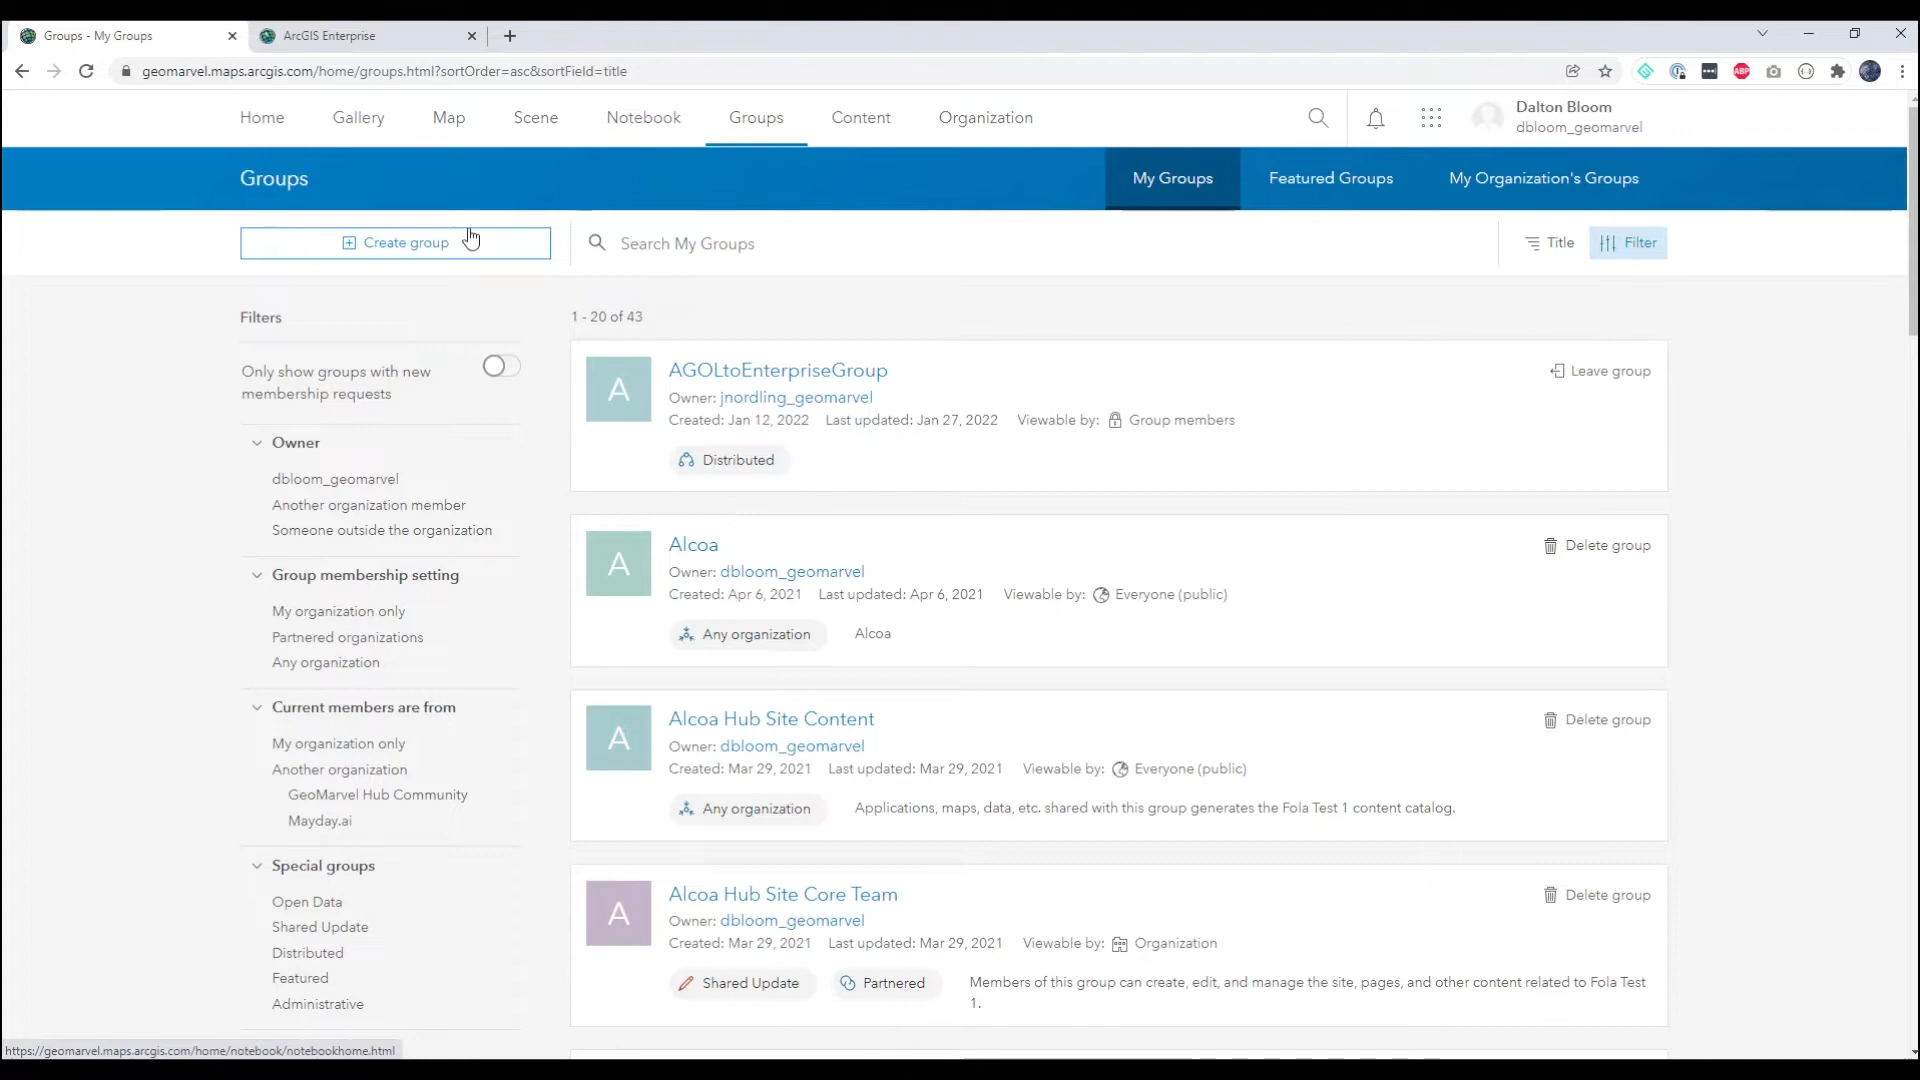 Groups - My Groups
ArcGIS Enterprise
geomarvel.maps.arcgis.com/home/groups.html?sortOrder=asc&sortField=title
ABP
Home Gallery Map Scene Notebook Groups Content Organization
Dalton Bloom
dbloom_geomarvel
Groups
My Groups Featured Groups My Organization's Groups
Create group
Search My Groups
Title
Filter
Filters
Only show groups with new
membership requests
Owner
dbloom_geomarvel
Another organization member
Someone outside the organization
Group membership setting
My organization only
Partnered organizations
Any organization
Current members are from
My organization only
Another organization
GeoMarvel Hub Community
Mayday.ai
Special groups
Open Data
Shared Update
Distributed
Featured
Administrative
1 - 20 of 43
A
AGOLtoEnterpriseGroup
Leave group
Owner: jnordling_geomarvel
Created: Jan 12, 2022 Last updated: Jan 27, 2022 Viewable by: Group members
Distributed
A
Alcoa
Delete group
Owner: dbloom_geomarvel
Created: Apr 6, 2021 Last updated: Apr 6, 2021 Viewable by: Everyone (public)
Any organization Alcoa
A
Alcoa Hub Site Content
Delete group
Owner: dbloom_geomarvel
Created: Mar 29, 2021 Last updated: Mar 29, 2021 Viewable by: Everyone (public)
Any organization Applications, maps, data, etc. shared with this group generates the Fola Test 1 content catalog.
A
Alcoa Hub Site Core Team
Delete group
Owner: dbloom_geomarvel
Created: Mar 29, 2021 Last updated: Mar 29, 2021 Viewable by: Organization
Shared Update Partnered Members of this group can create, edit, and manage the site, pages, and other content related to Fola Test
1.
https://geomarvel.maps.arcgis.com/home/notebook/notebookhome.html